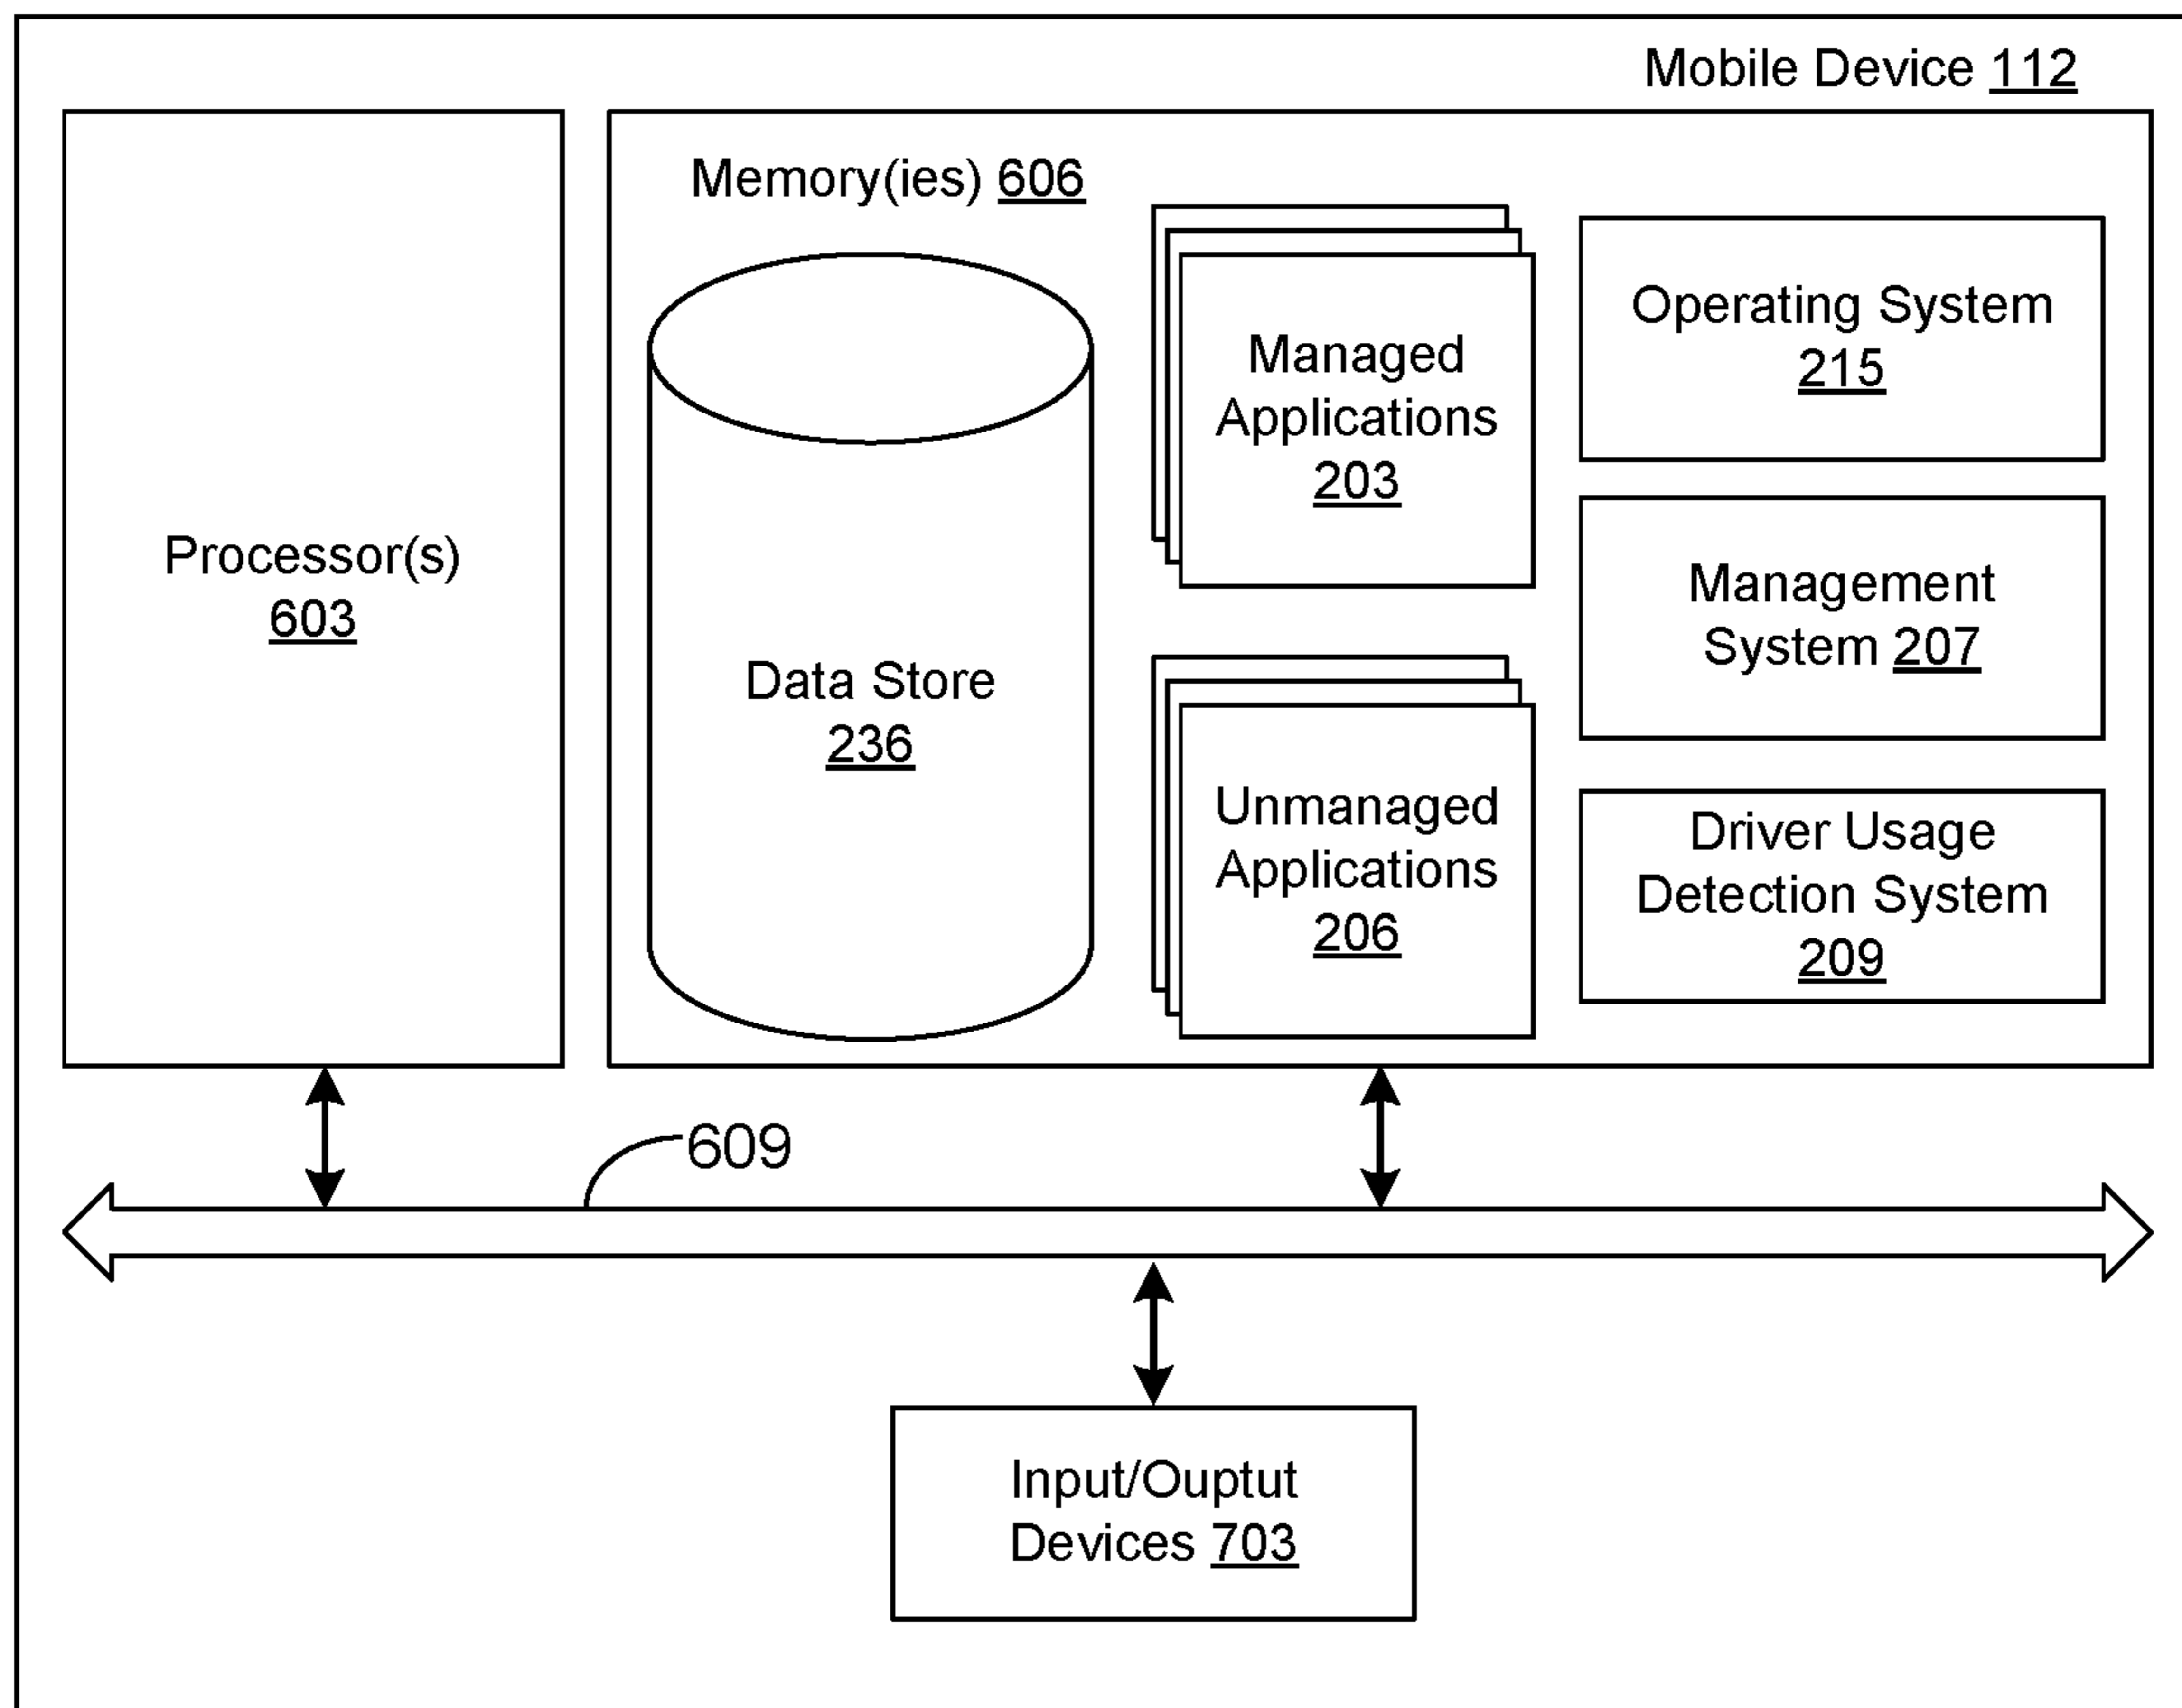 Mobile Device 112
Memory(ies) 606
Processor(s)
603
Data Store
236
Managed
Applications
203
Unmanaged
Applications
206
Operating System
215
Management
System 207
Driver Usage
Detection System
209
609
Input/Ouptut
Devices 703